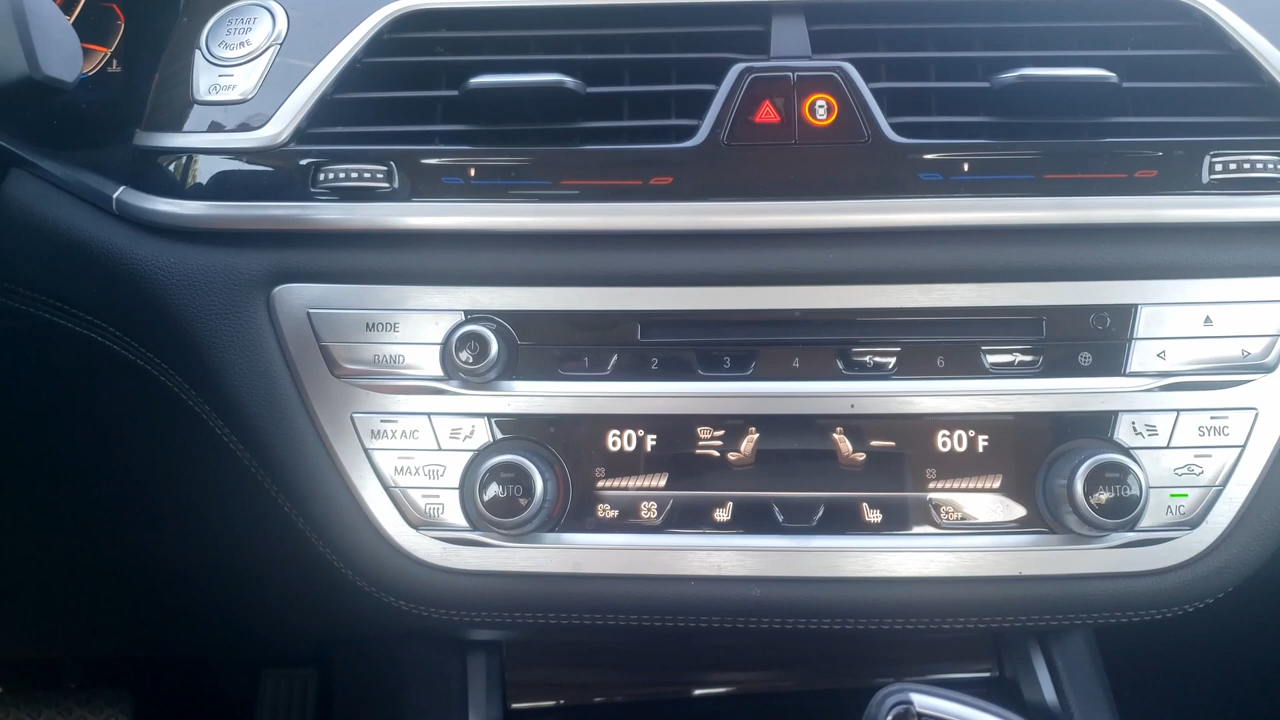 START
STOP
ENGINE
OFF
MODE
BAND
1 2 3 4 5 6 7
MAX A/C
60°F
60°F
SYNC
MAX
AUTO
AUTO
OFF
OFF
A/C